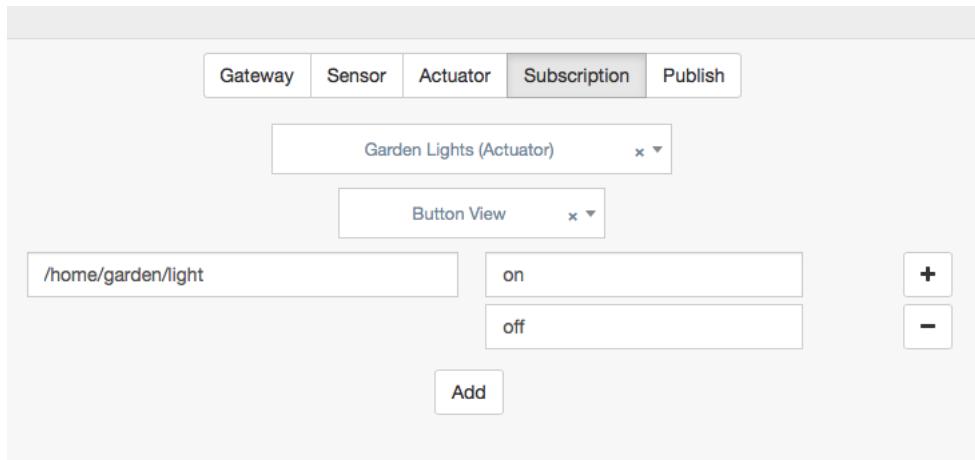 Gateway Sensor Actuator Subscription Publish
Garden Lights (Actuator) ×
Button View ×
/home/garden/light on +
off −
Add